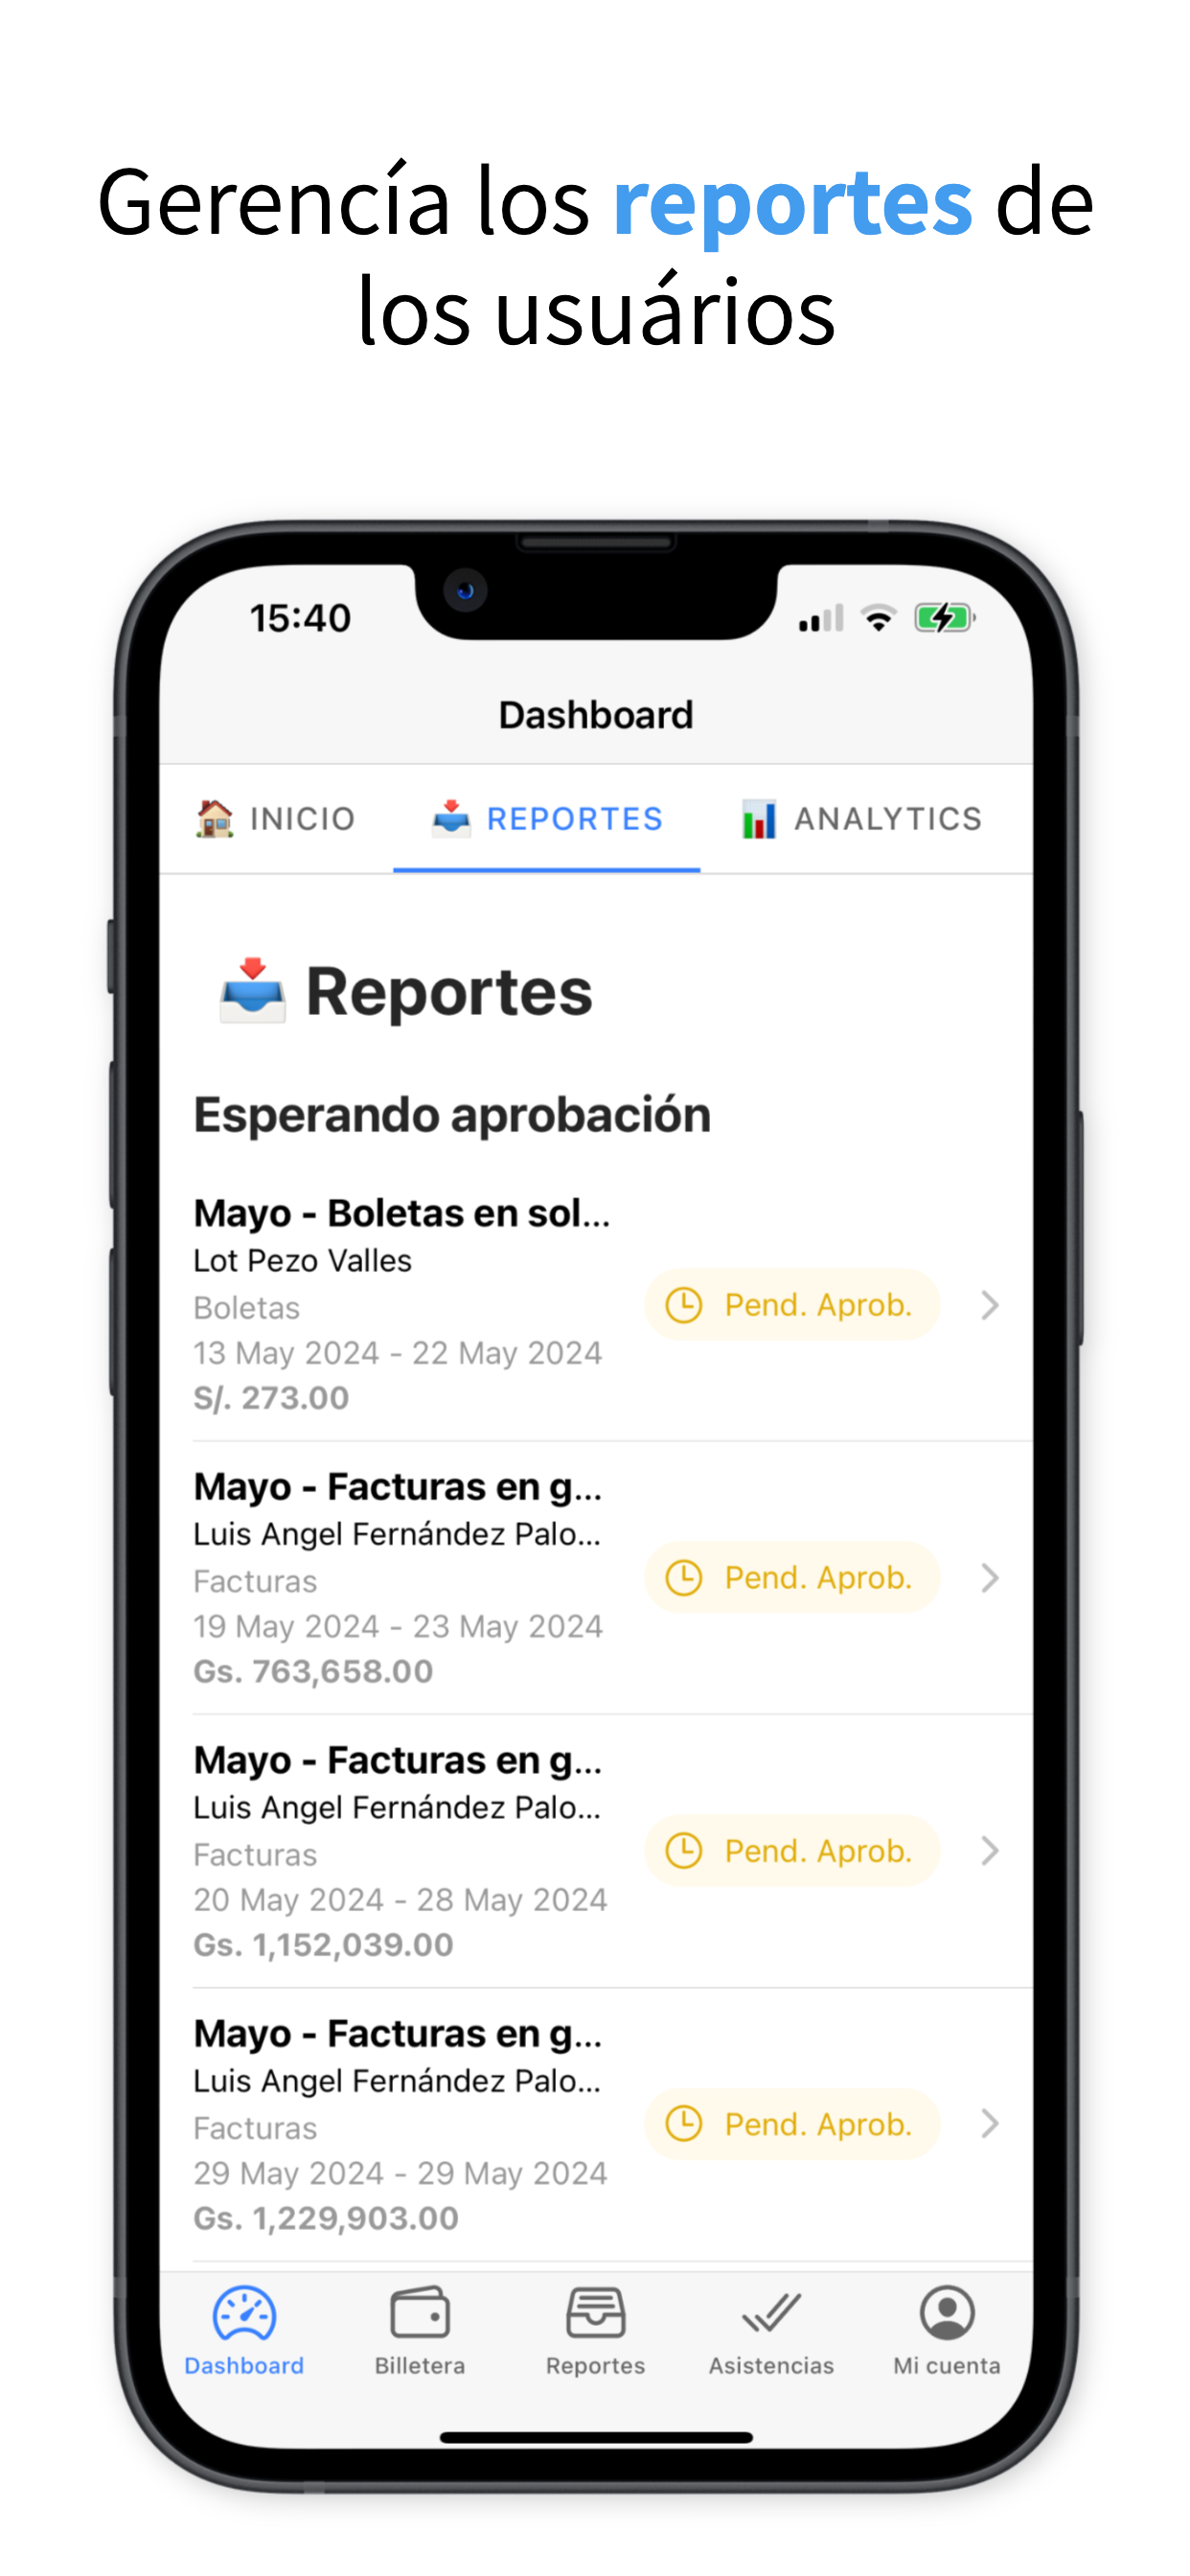 Gerencía los reportes de
los usuários
15:40
Dashboard
INICIO
REPORTES
ANALYTICS
Reportes
Esperando aprobación
Mayo - Boletas en sol...
Lot Pezo Valles
Boletas
13 May 2024 - 22 May 2024
S/. 273.00
Pend. Aprob.
Mayo - Facturas en g...
Luis Angel Fernández Palo...
Facturas
19 May 2024 - 23 May 2024
Gs. 763,658.00
Pend. Aprob.
Mayo - Facturas en g...
Luis Angel Fernández Palo...
Facturas
20 May 2024 - 28 May 2024
Gs. 1,152,039.00
Pend. Aprob.
Mayo - Facturas en g...
Luis Angel Fernández Palo...
Facturas
29 May 2024 - 29 May 2024
Gs. 1,229,903.00
Pend. Aprob.
Dashboard
Billetera
Reportes
Asistencias
Mi cuenta